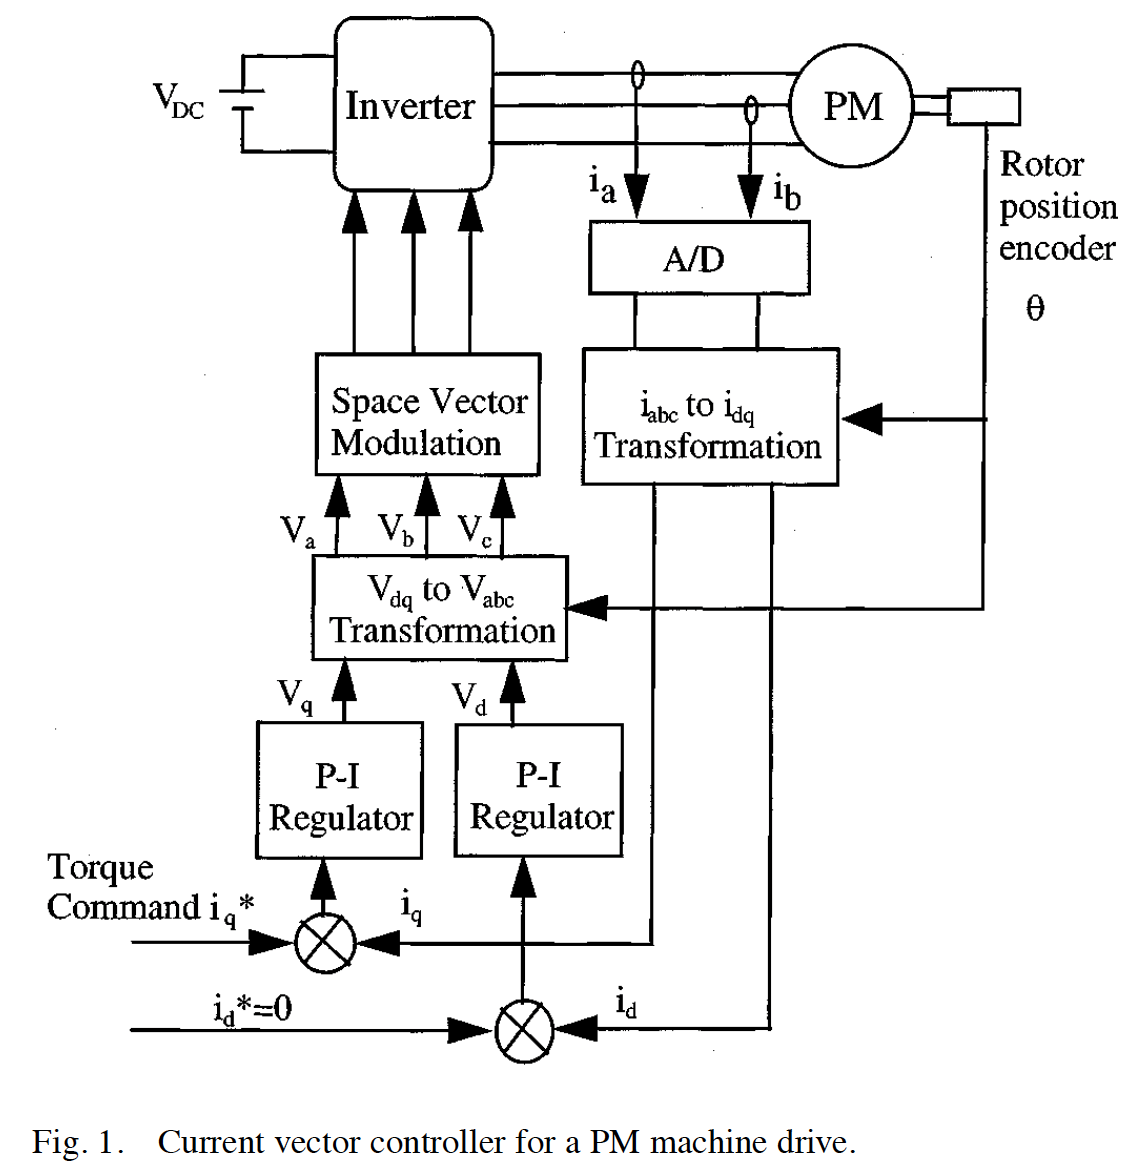 V_DC
Inverter
PM
i_a
i_b
Rotor
position
encoder
θ
A/D
Space Vector
Modulation
i_abc to i_dq
Transformation
V_a
V_b
V_c
V_dq to V_abc
Transformation
V_q
V_d
P-I
Regulator
P-I
Regulator
Torque
Command i_q*
i_q
i_d*=0
i_d
Fig. 1. Current vector controller for a PM machine drive.